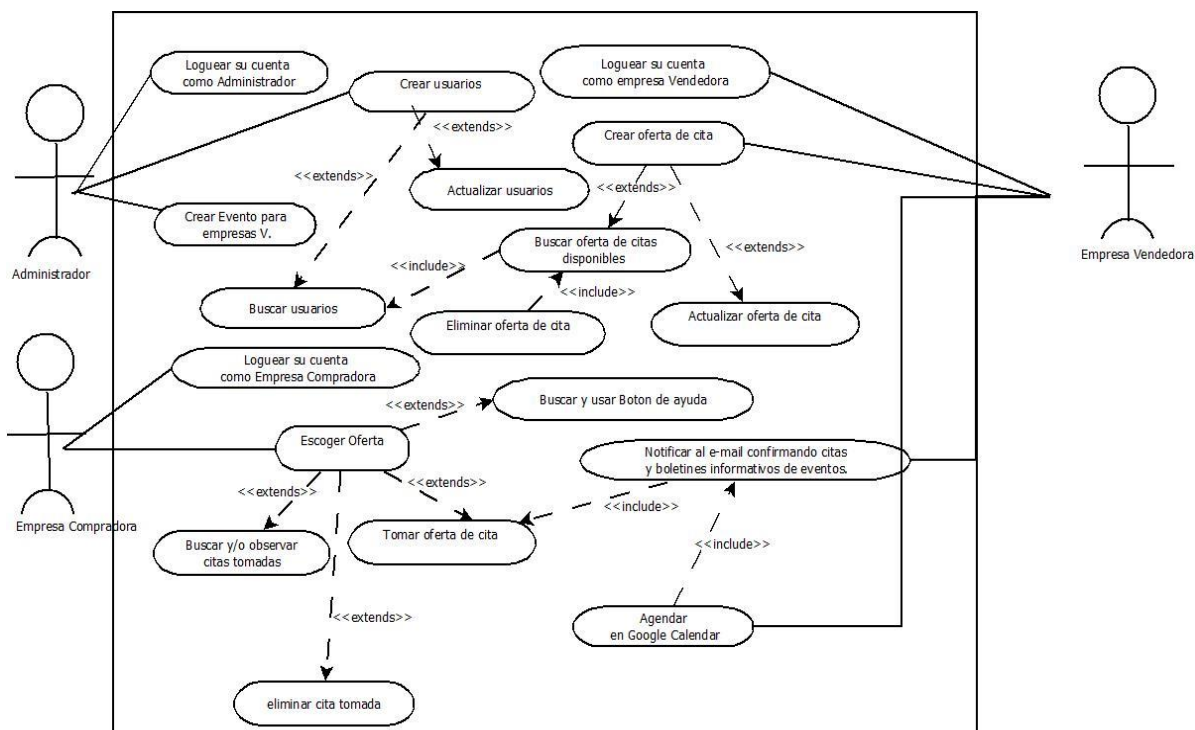 Loguear su cuenta
como Administrador
Crear usuarios
Loguear su cuenta
como empresa Vendedora
<<extends>>
Crear oferta de cita
<<extends>>
Actualizar usuarios
<<extends>>
Crear Evento para
empresas V.
Buscar oferta de citas
disponibles
<<extends>>
Administrador
Empresa Vendedora
<<include>>
<<include>>
Buscar usuarios
Eliminar oferta de cita
Actualizar oferta de cita
Loguear su cuenta
como Empresa Compradora
<<extends>>
Buscar y usar Boton de ayuda
Escoger Oferta
Notificar al e-mail confirmando citas
y boletines informativos de eventos.
<<extends>>
<<extends>>
<<include>>
Empresa Compradora
Buscar y/o observar
citas tomadas
Tomar oferta de cita
<<include>>
<<extends>>
Agendar
en Google Calendar
eliminar cita tomada